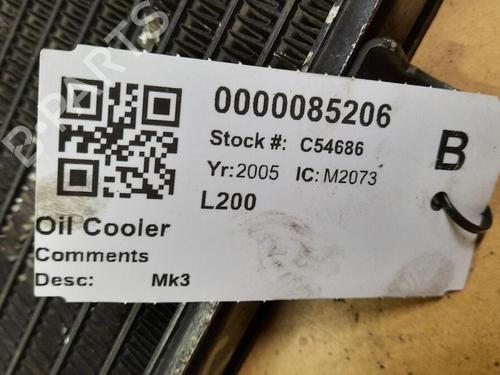 B-PARTS
0000085206
Stock #: C54686
B
Yr: 2005 IC: M2073
L200
Oil Cooler
Comments
Desc: Mk3